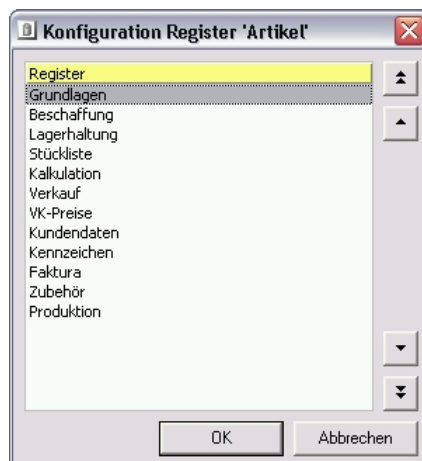 Konfiguration Register 'Artikel'
Register
Grundlagen
Beschaffung
Lagerhaltung
Stückliste
Kalkulation
Verkauf
VK-Preise
Kundendaten
Kennzeichen
Faktura
Zubehör
Produktion
OK
Abbrechen